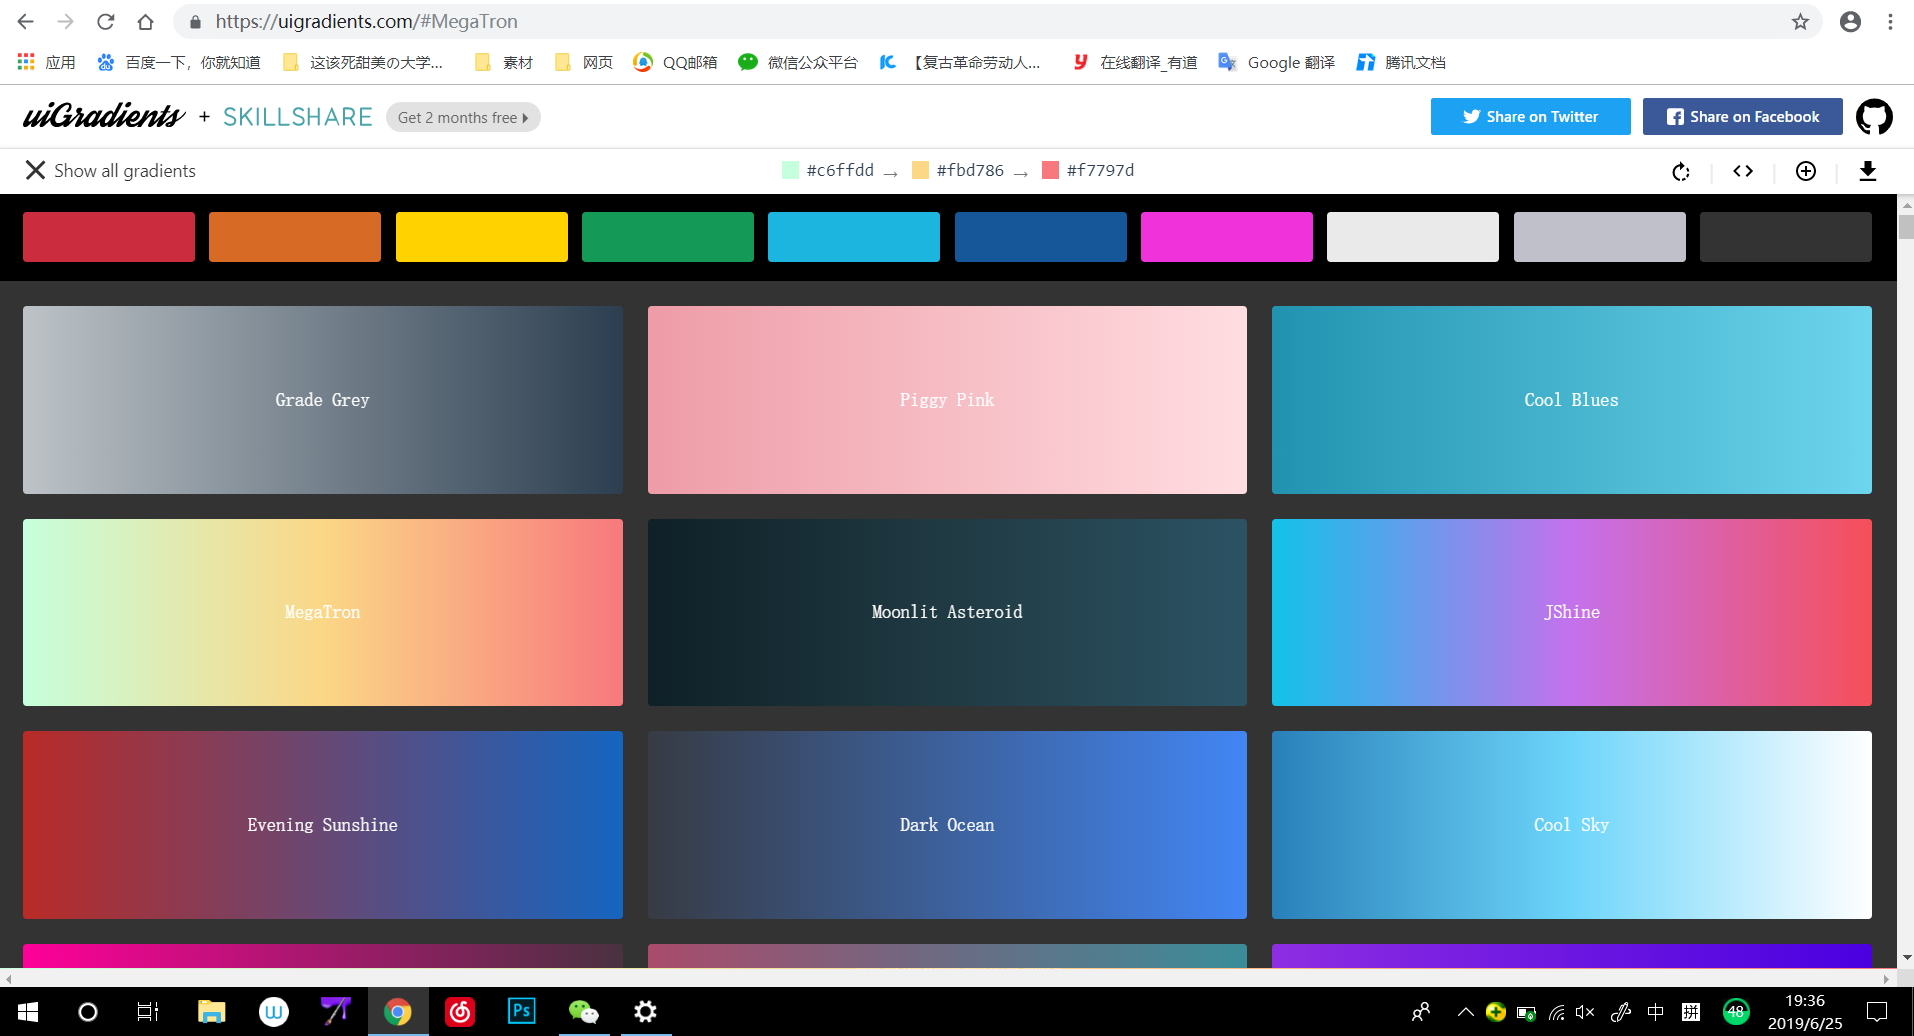 https://uigradients.com/#MegaTron
应用 百度一下，你就知道 这该死甜美の大学... 素材 网页 QQ邮箱 微信公众平台 【复古革命劳动人... 在线翻译_有道 Google 翻译 腾讯文档
uiGradients + SKILLSHARE Get 2 months free Share on Twitter Share on Facebook
Show all gradients #c6ffdd → #fbd786 → #f7797d
Grade Grey Piggy Pink Cool Blues
MegaTron Moonlit Asteroid JShine
Evening Sunshine Dark Ocean Cool Sky
Ps 中 拼 48 19:36
2019/6/25